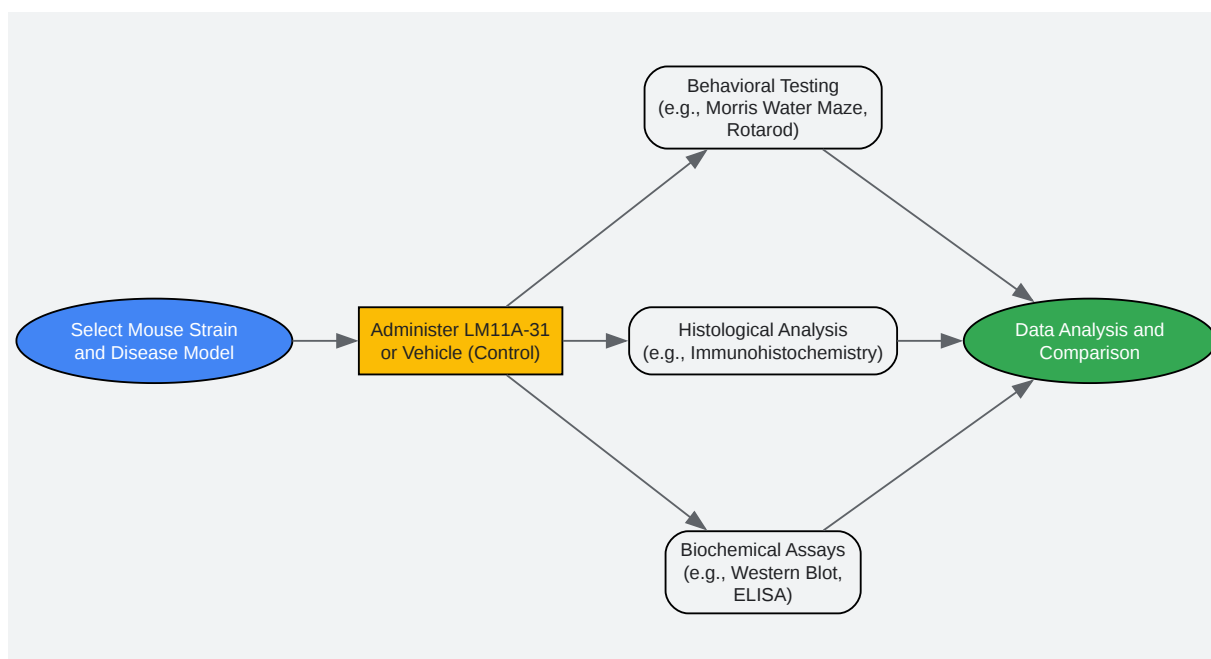 Select Mouse Strain
and Disease Model
Administer LM11A-31
or Vehicle (Control)
Behavioral Testing
(e.g., Morris Water Maze,
Rotarod)
Histological Analysis
(e.g., Immunohistochemistry)
Biochemical Assays
(e.g., Western Blot,
ELISA)
Data Analysis and
Comparison